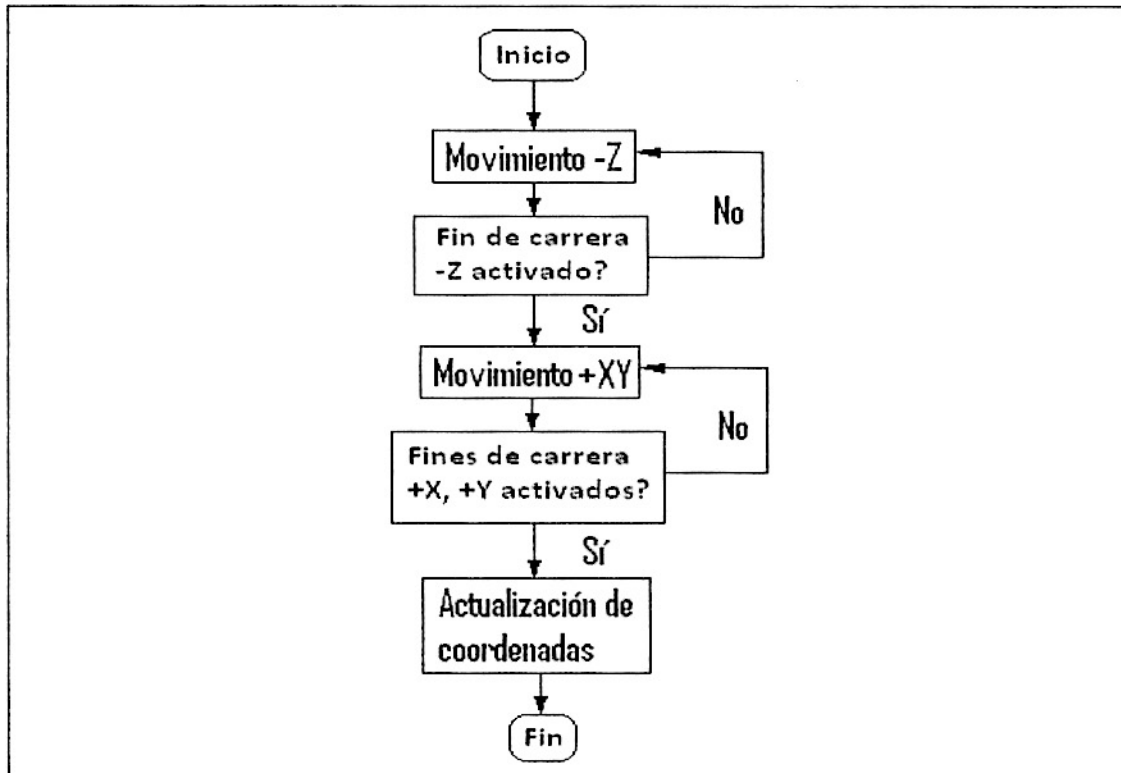 Inicio
Movimiento -Z
No
Fin de carrera
-Z activado?
Sí
Movimiento +XY
No
Fines de carrera
+X, +Y activados?
Sí
Actualización de
coordenadas
Fin